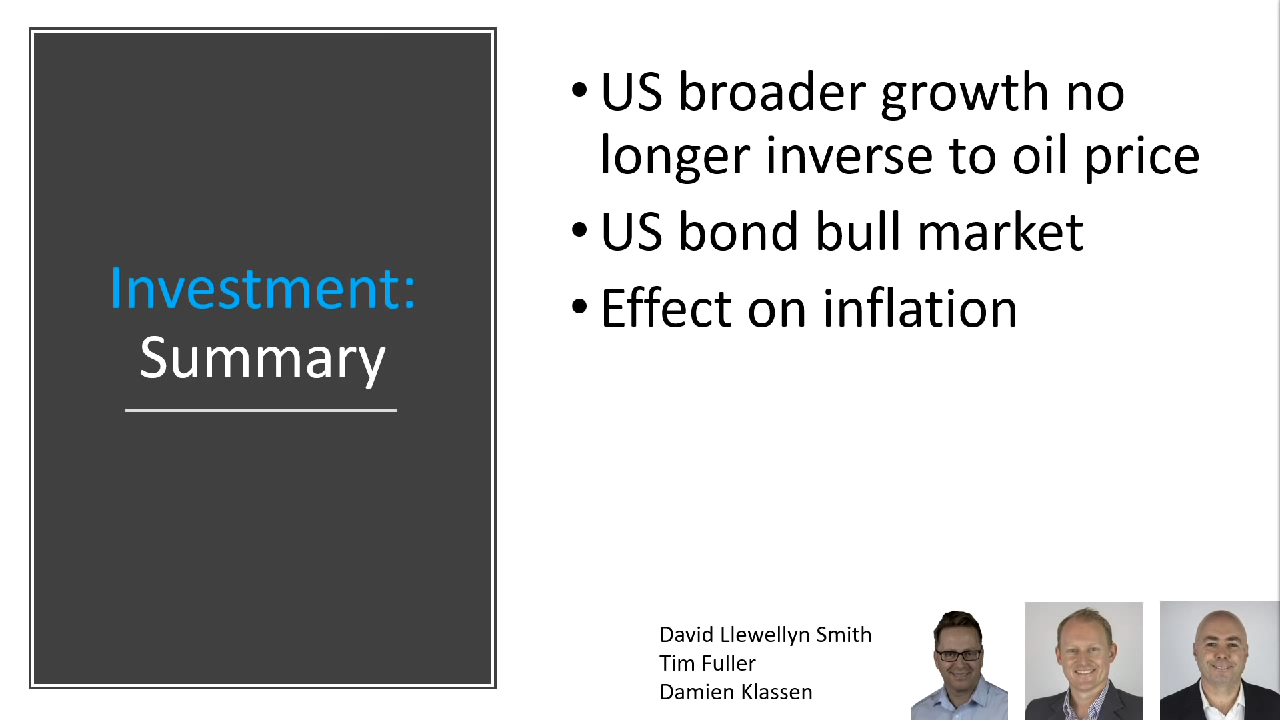 Investment:
Summary
• US broader growth no
longer inverse to oil price
• US bond bull market
• Effect on inflation
David Llewellyn Smith
Tim Fuller
Damien Klassen